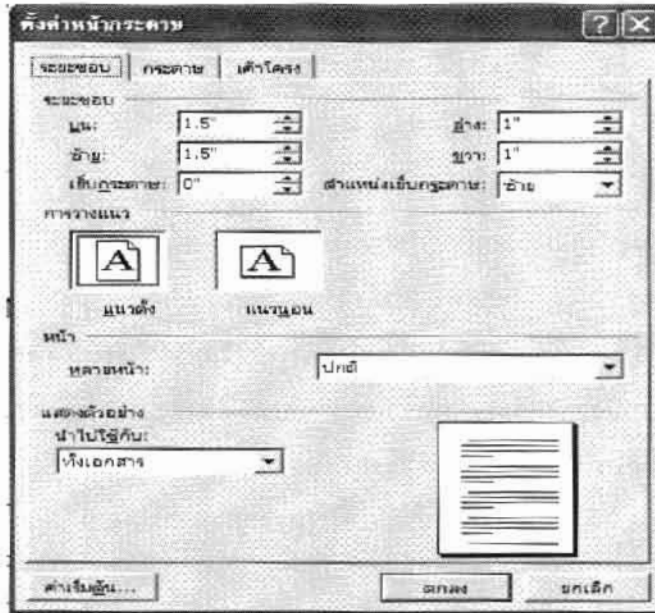 ตั้งค่าหน้ากระดาษ
ระยะขอบ กระดาษ เค้าโครง
ระยะขอบ
บน: 1.5" ล่าง: 1"
ซ้าย: 1.5" ขวา: 1"
เย็บกระดาษ: 0" ตำแหน่งเย็บกระดาษ: ซ้าย
การวางแนว
A A
แนวตั้ง แนวนอน
หน้า
หลายหน้า: ปกติ
แสดงตัวอย่าง
นำไปใช้กับ:
ทั้งเอกสาร
ค่าเริ่มต้น... ตกลง ยกเลิก